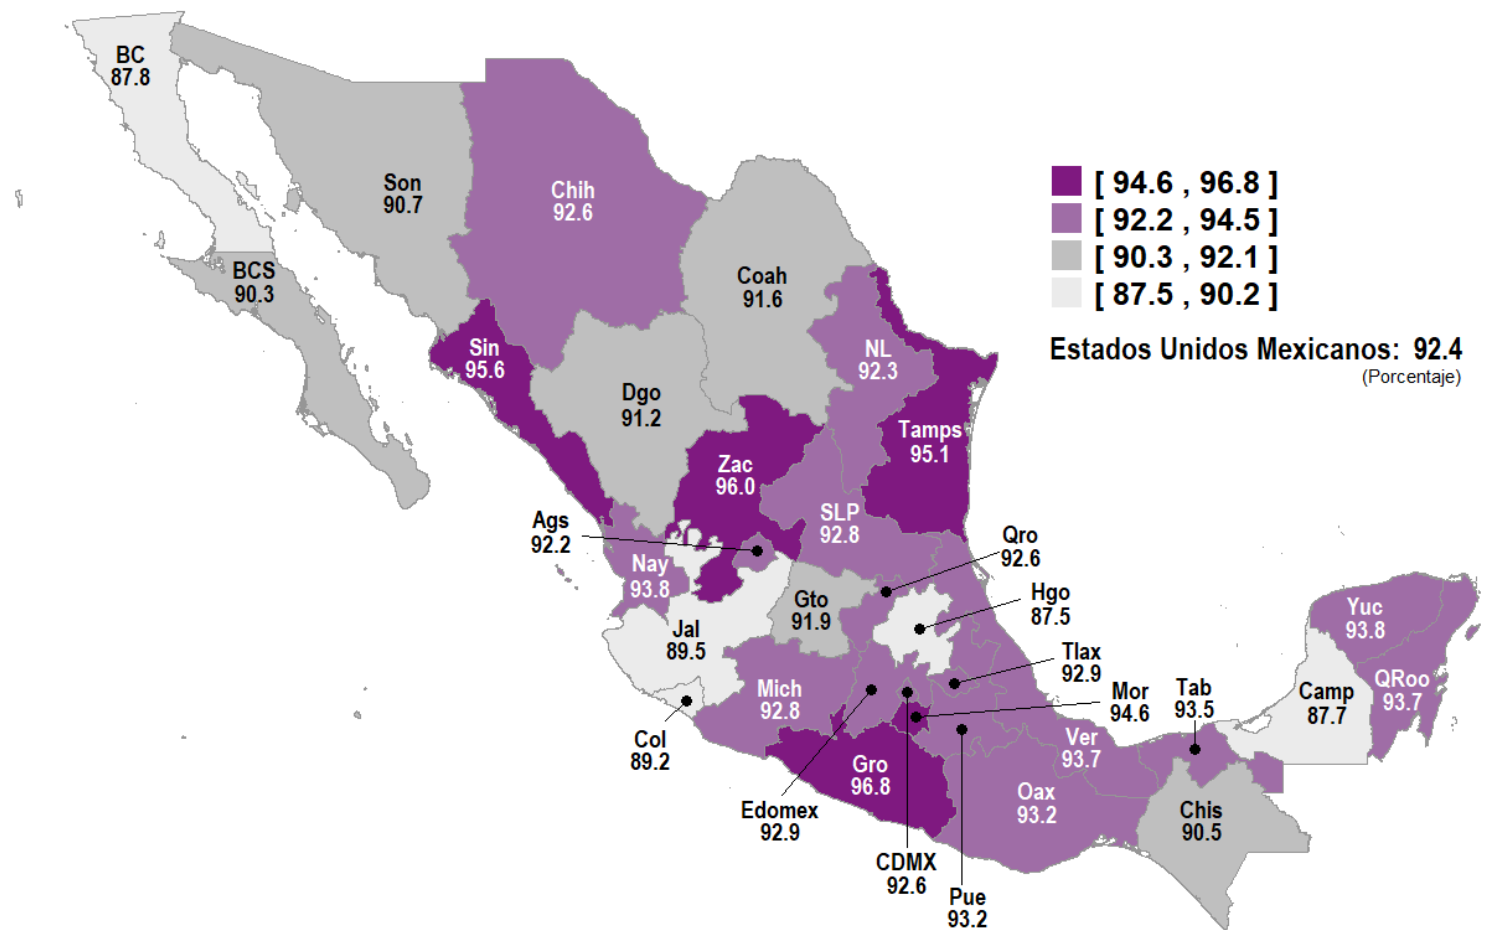 BC
87.8
Son
90.7
Chih
92.6
[ 94.6 , 96.8 ]
[ 92.2 , 94.5 ]
[ 90.3 , 92.1 ]
[ 87.5 , 90.2 ]
Estados Unidos Mexicanos: 92.4
(Porcentaje)
BCS
90.3
Coah
91.6
Sin
95.6
NL
92.3
Dgo
91.2
Tamps
95.1
Zac
96.0
SLP
92.8
Ags
92.2
Qro
92.6
Nay
93.8
Gto
91.9
Hgo
87.5
Yuc
93.8
Jal
89.5
Tlax
92.9
Mich
92.8
Mor
94.6
Tab
93.5
Camp
87.7
QRoo
93.7
Col
89.2
Ver
93.7
Gro
96.8
Oax
93.2
Chis
90.5
Edomex
92.9
CDMX
92.6
Pue
93.2